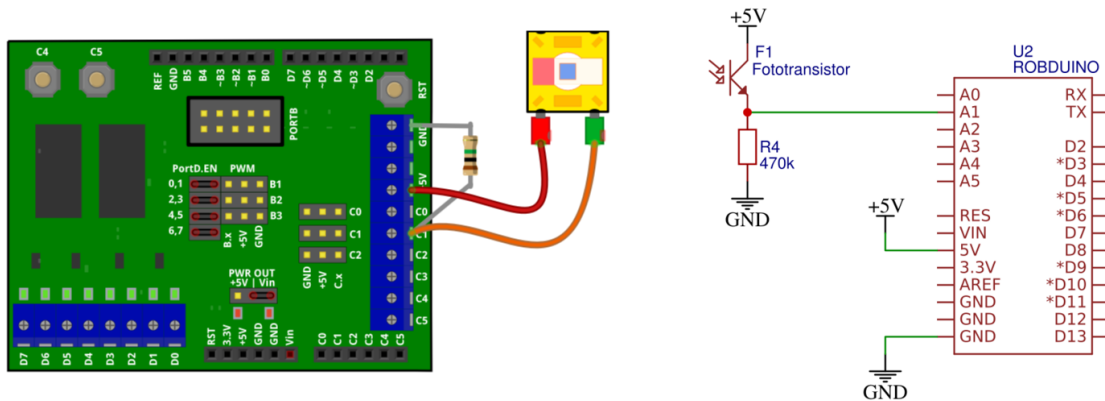 C4 C5
REF GND B5 B4 ~B3 ~B2 ~B1 B0
D7 ~D6 ~D5 D4 ~D3 D2
RST
PORTB
GND
+5V
C0
C1
C2
C3
C4
C5
PortD.EN PWM
0,1 B1
2,3 B2
4,5 B3
6,7
B.x +5V GND
C0
C1
C2
GND +5V C.x
PWR OUT
+5V | Vin
RST 3.3V +5V GND GND Vin
C0 C1 C2 C3 C4 C5
D7 D6 D5 D4 D3 D2 D1 D0
+5V
F1
Fototransistor
R4
470k
GND
+5V
GND
U2
ROBDUINO
A0 RX
A1 TX
A2
A3 D2
A4 *D3
A5 D4
*D5
RES *D6
VIN D7
5V D8
3.3V *D9
AREF *D10
GND *D11
GND D12
GND D13